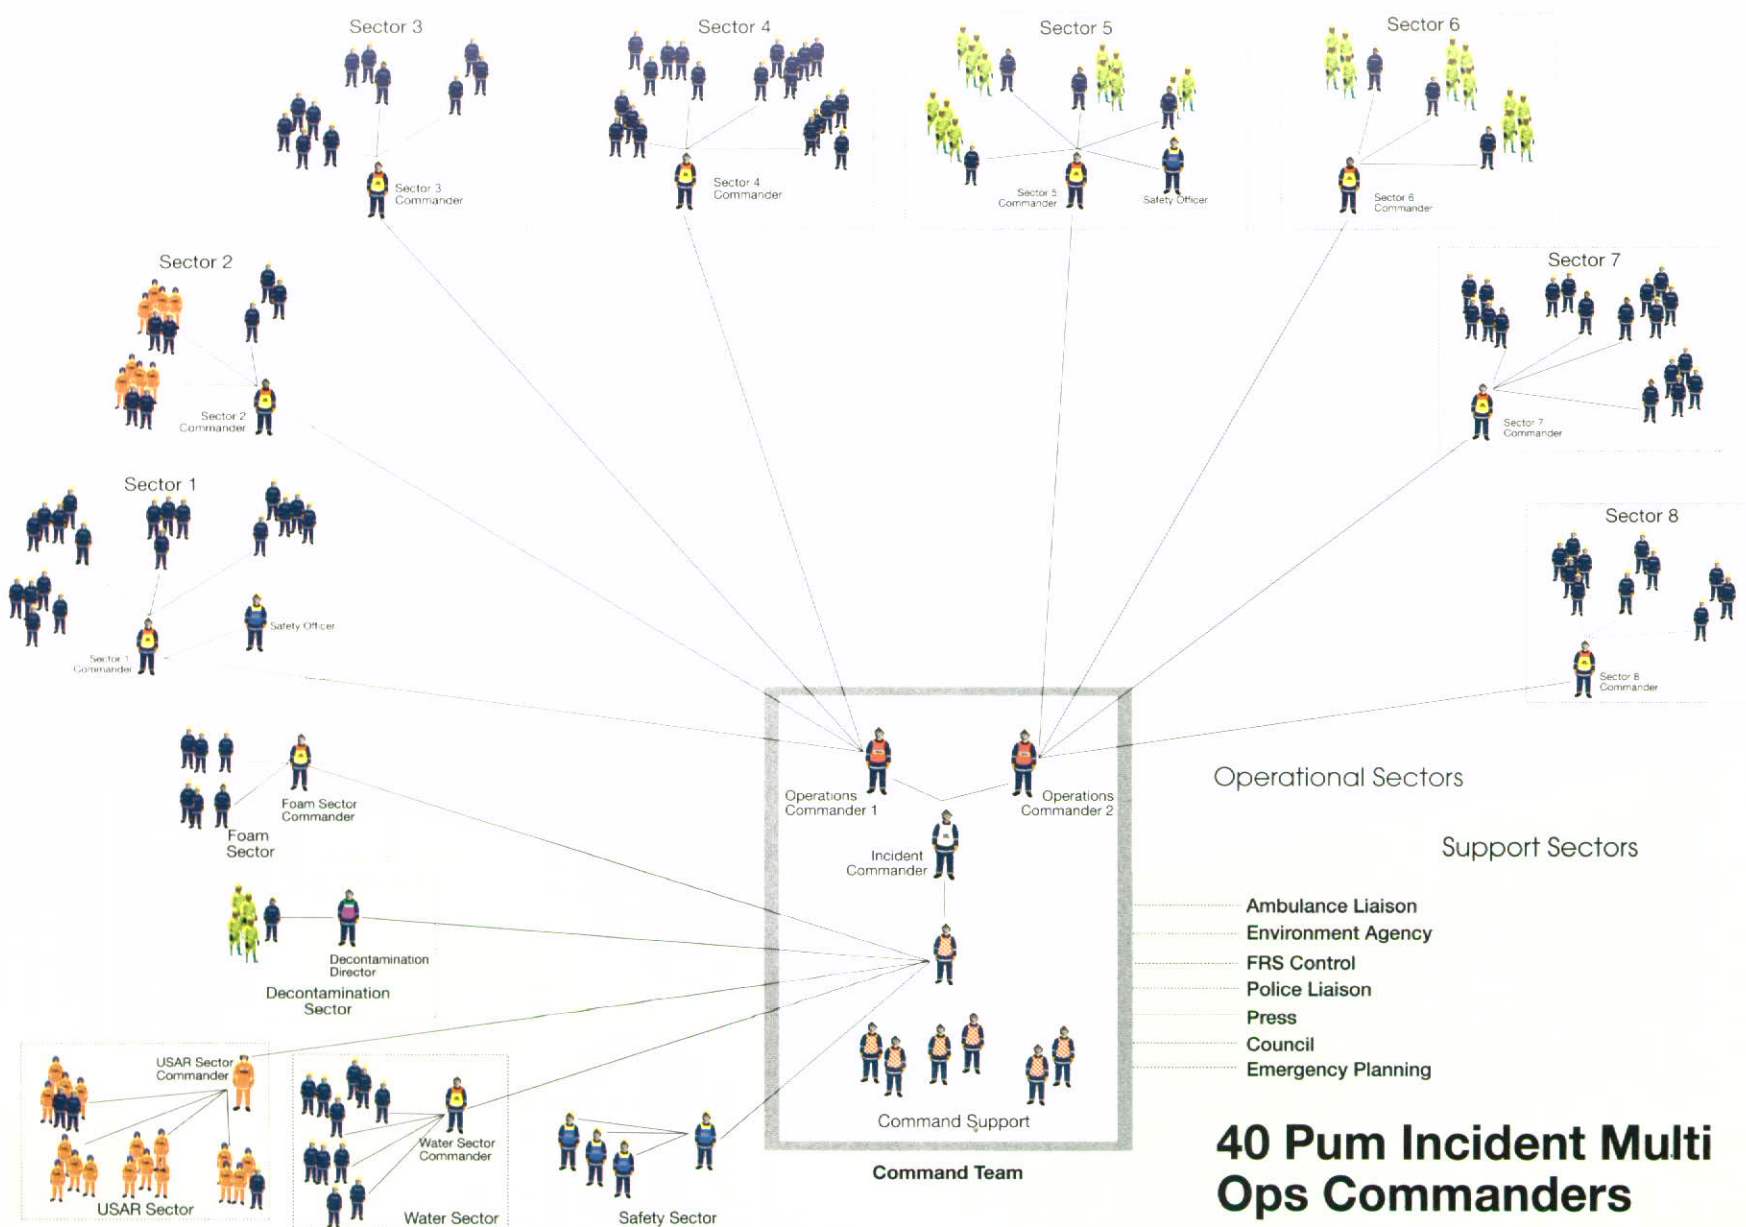 Sector 3
Sector 4
Sector 5
Sector 6
Sector 3
Commander
Sector 4
Commander
Sector 5
Commander
Safety Officer
Sector 6
Commander
Sector 2
Sector 7
Sector 2
Commander
Sector 7
Commander
Sector 1
Sector 8
Safety Officer
Sector 1
Commander
Sector 8
Commander
Operations
Commander 1
Operations
Commander 2
Operational Sectors
Foam Sector
Commander
Foam
Sector
Incident
Commander
Support Sectors
Ambulance Liaison
Environment Agency
FRS Control
Police Liaison
Press
Council
Emergency Planning
Decontamination
Director
Decontamination
Sector
USAR Sector
Commander
USAR Sector
Water Sector
Commander
Water Sector
Safety Sector
Command Support
Command Team
40 Pum Incident Multi
Ops Commanders